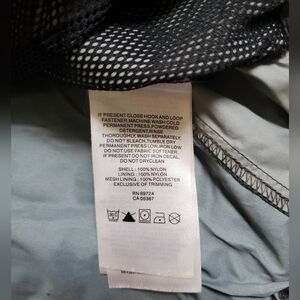 IF PRESENT CLOSE HOOK AND LOOP
FASTENER,MACHINE WASH COLD
PERMANENT PRESS,POWDERED
DETERGENT,RINSE
THOROUGHLY.WASH SEPARATELY
DO NOT BLEACH,TUMBLE DRY
PERMANENT PRESS LOW,IRON LOW
DO NOT USE FABRIC SOFTENER
IF PRESENT DO NOT IRON DECAL
DO NOT DRYCLEAN
SHELL : 100% NYLON
LINING : 100% NYLON
MESH LINING : 100% POLYESTER
EXCLUSIVE OF TRIMMING
RN 69724
CA 05367